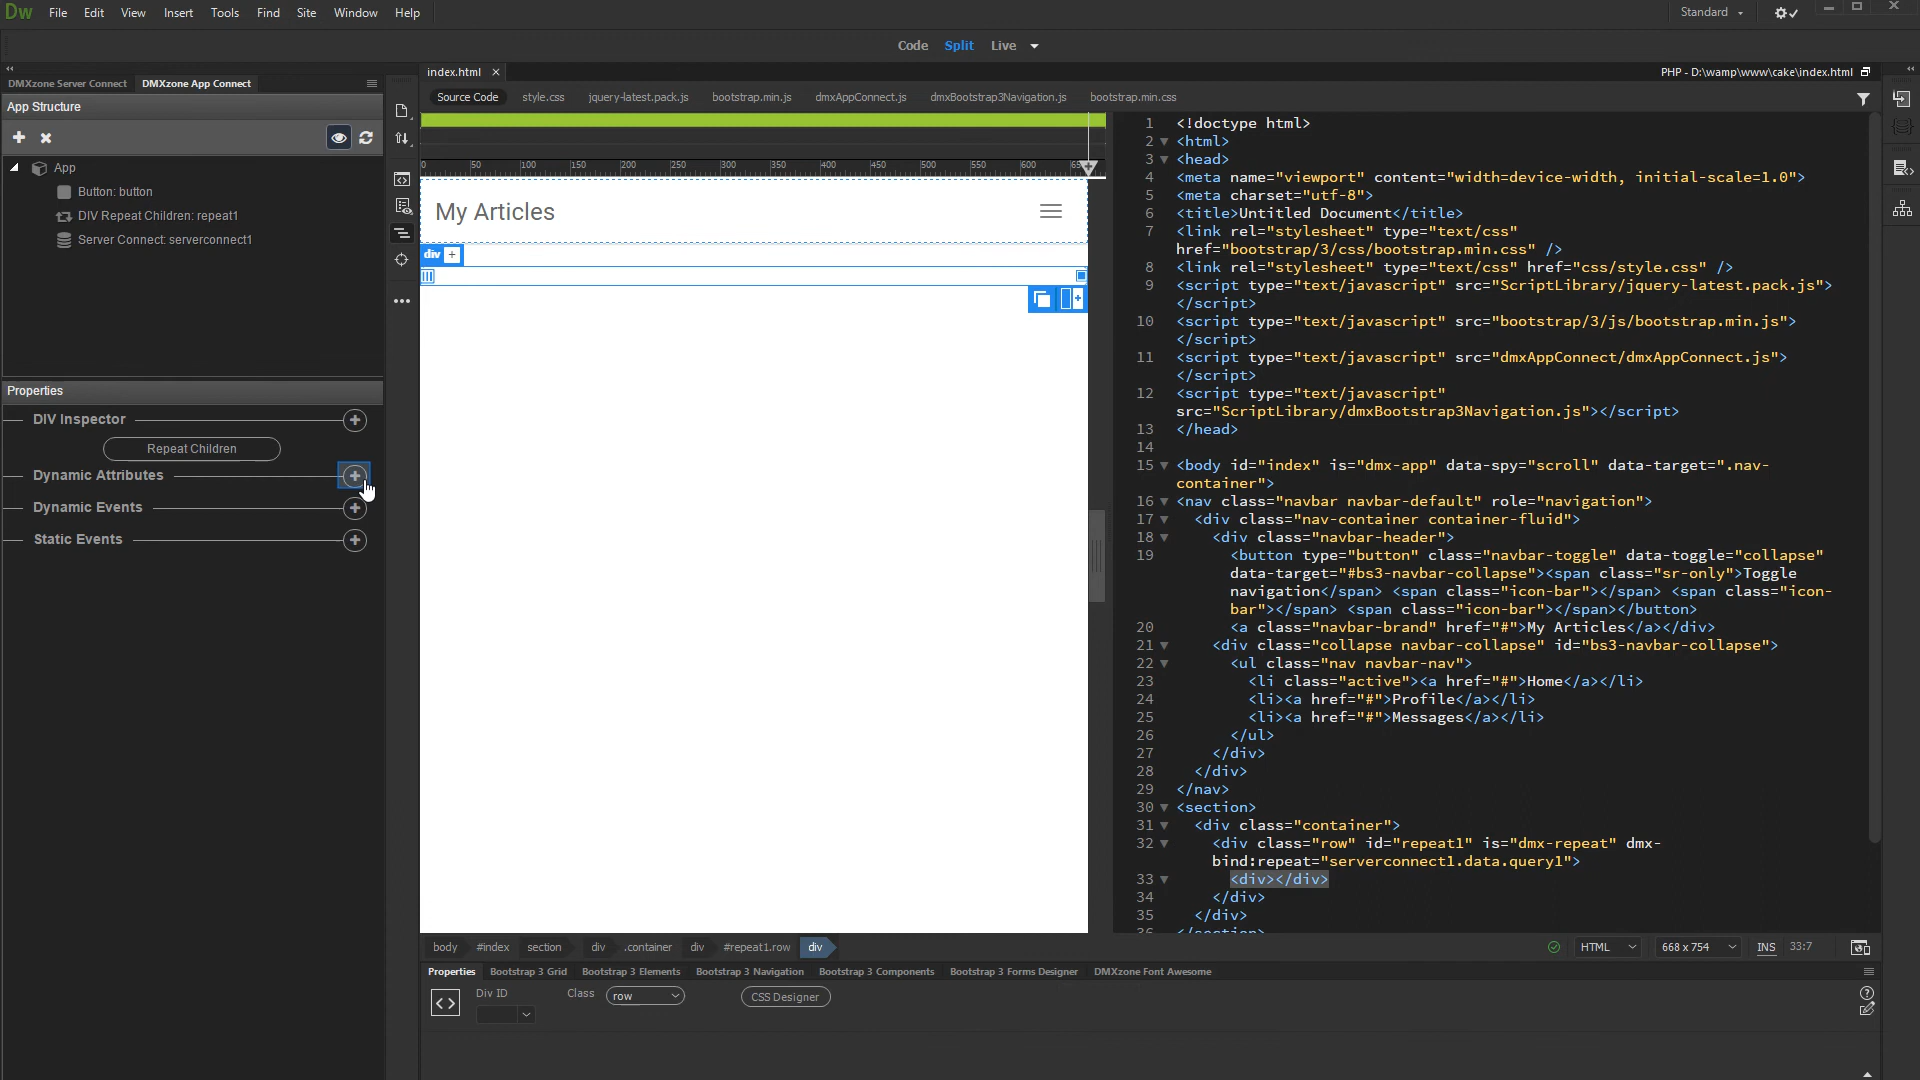 Dw File Edit View Insert Tools Find Site Window Help Standard
Code Split Live
DMXzone Server Connect DMXzone App Connect
App Structure
App
Button: button
DIV Repeat Children: repeat1
Server Connect: serverconnect1
Properties
DIV Inspector
Repeat Children
Dynamic Attributes
Dynamic Events
Static Events
index.html
PHP - D:\wamp\www\cake\index.html
Source Code style.css jquery-latest.pack.js bootstrap.min.js dmxAppConnect.js dmxBootstrap3Navigation.js bootstrap.min.css
0 50 100 150 200 250 300 350 400 450 500 550 600
My Articles
div +
1 <!doctype html>
2 <html>
3 <head>
4 <meta name="viewport" content="width=device-width, initial-scale=1.0">
5 <meta charset="utf-8">
6 <title>Untitled Document</title>
7 <link rel="stylesheet" type="text/css"
href="bootstrap/3/css/bootstrap.min.css" />
8 <link rel="stylesheet" type="text/css" href="css/style.css" />
9 <script type="text/javascript" src="ScriptLibrary/jquery-latest.pack.js">
</script>
10 <script type="text/javascript" src="bootstrap/3/js/bootstrap.min.js">
</script>
11 <script type="text/javascript" src="dmxAppConnect/dmxAppConnect.js">
</script>
12 <script type="text/javascript"
src="ScriptLibrary/dmxBootstrap3Navigation.js"></script>
13 </head>
14
15 <body id="index" is="dmx-app" data-spy="scroll" data-target=".nav-
container">
16 <nav class="navbar navbar-default" role="navigation">
17 <div class="nav-container container-fluid">
18 <div class="navbar-header">
19 <button type="button" class="navbar-toggle" data-toggle="collapse"
data-target="#bs3-navbar-collapse"><span class="sr-only">Toggle
navigation</span> <span class="icon-bar"></span> <span class="icon-
bar"></span> <span class="icon-bar"></span></button>
20 <a class="navbar-brand" href="#">My Articles</a></div>
21 <div class="collapse navbar-collapse" id="bs3-navbar-collapse">
22 <ul class="nav navbar-nav">
23 <li class="active"><a href="#">Home</a></li>
24 <li><a href="#">Profile</a></li>
25 <li><a href="#">Messages</a></li>
26 </ul>
27 </div>
28 </div>
29 </nav>
30 <section>
31 <div class="container">
32 <div class="row" id="repeat1" is="dmx-repeat" dmx-
bind:repeat="serverconnect1.data.query1">
33 <div></div>
34 </div>
35 </div>
body #index section div .container div #repeat1.row div
HTML 668 x 754 INS 33:7
Properties Bootstrap 3 Grid Bootstrap 3 Elements Bootstrap 3 Navigation Bootstrap 3 Components Bootstrap 3 Forms Designer DMXzone Font Awesome
Div ID Class row CSS Designer